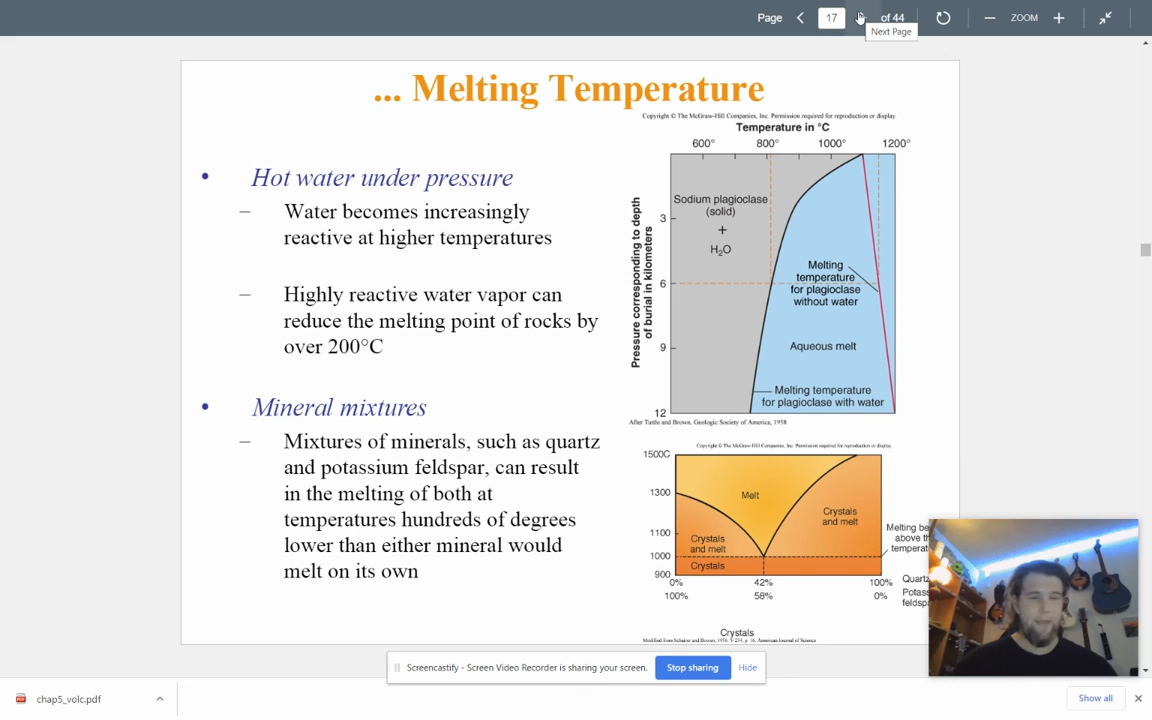 Page 17 of 44 ZOOM
Next Page
... Melting Temperature
Copyright © The McGraw-Hill Companies, Inc. Permission required for reproduction or display.
Temperature in °C
600° 800° 1000° 1200°
• Hot water under pressure
– Water becomes increasingly
reactive at higher temperatures
– Highly reactive water vapor can
reduce the melting point of rocks by
over 200°C
• Mineral mixtures
– Mixtures of minerals, such as quartz
and potassium feldspar, can result
in the melting of both at
temperatures hundreds of degrees
lower than either mineral would
melt on its own
Pressure corresponding to depth
of burial in kilometers
3
6
9
12
Sodium plagioclase
(solid)
+
H₂O
Melting
temperature
for plagioclase
without water
Aqueous melt
Melting temperature
for plagioclase with water
After Tuttle and Brown, Geologic Society of America, 1958
Copyright © The McGraw-Hill Companies, Inc. Permission required for reproduction or display.
1500C
1300
1100
1000
900
Melt
Crystals
and melt
Crystals
and melt
Crystals
Melting be
above th
temperat
0% 42% 100% Quartz
100% 58% 0% Potas
feldsp
Crystals
Modified from Schairer and Bowen, 1956. V 254, p. 16, American Journal of Science
Screencastify - Screen Video Recorder is sharing your screen. Stop sharing Hide
chap5_volc.pdf Show all